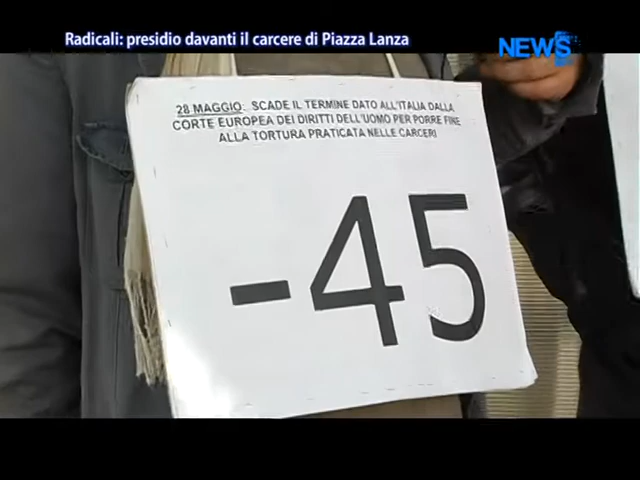 Radicali: presidio davanti il carcere di Piazza Lanza
NEWS
28 MAGGIO: SCADE IL TERMINE DATO ALL'ITALIA DALLA
CORTE EUROPEA DEI DIRITTI DELL'UOMO PER PORRE FINE
ALLA TORTURA PRATICATA NELLE CARCERI
-45